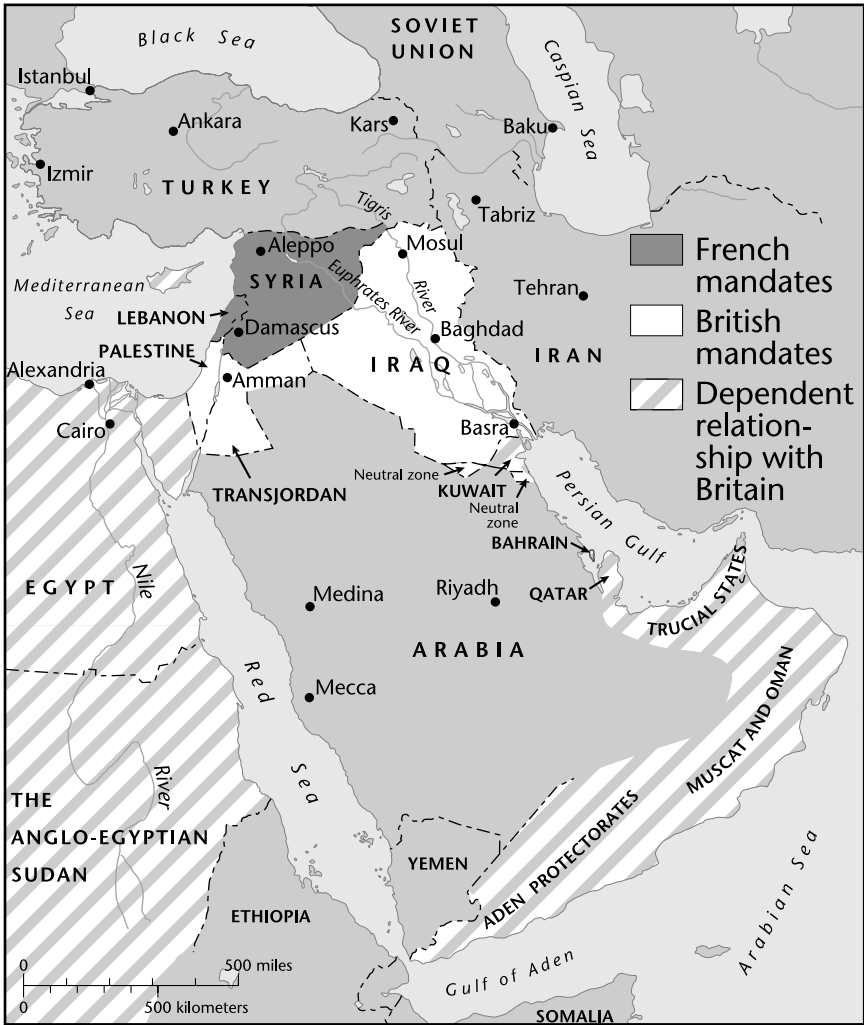 Black Sea
SOVIET
UNION
Caspian Sea
Istanbul
Ankara
Kars
Baku
Izmir
TURKEY
Tigris
Tabriz
Aleppo
Mosul
SYRIA
Euphrates River
River
Tehran
Mediterranean
Sea
LEBANON
Damascus
Baghdad
PALESTINE
IRAQ
IRAN
Alexandria
Amman
Cairo
Basra
TRANSJORDAN
Neutral zone
KUWAIT
Neutral
zone
Persian Gulf
BAHRAIN
QATAR
TRUCIAL STATES
EGYPT
Nile
Medina
Riyadh
ARABIA
Red
Sea
Mecca
MUSCAT AND OMAN
River
THE
ANGLO-EGYPTIAN
SUDAN
ADEN PROTECTORATES
YEMEN
ETHIOPIA
Arabian Sea
Gulf of Aden
SOMALIA
French
mandates
British
mandates
Dependent
relation-
ship with
Britain
0
500 miles
0
500 kilometers